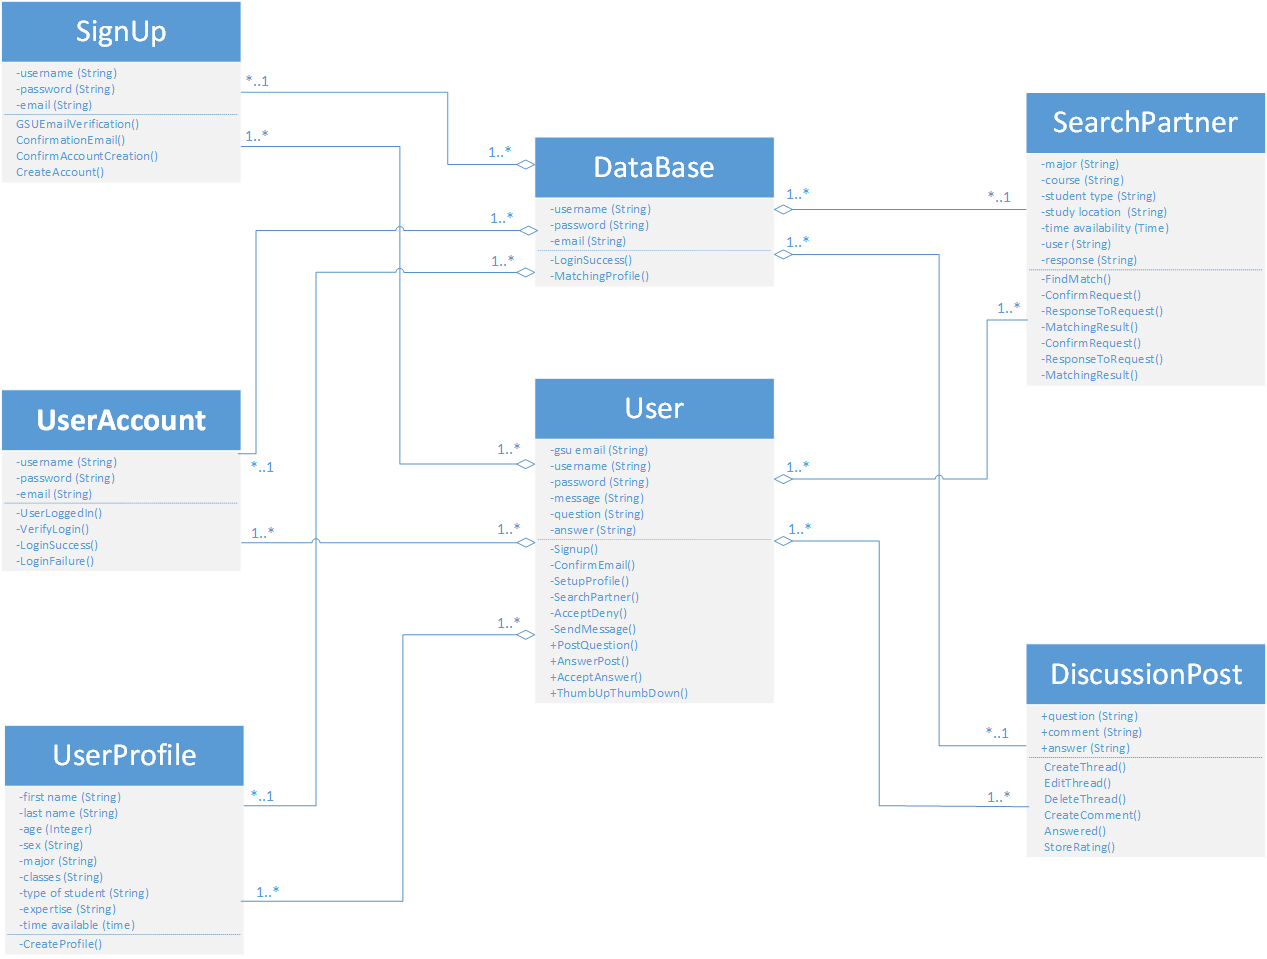 SignUp
-username (String)
-password (String)
-email (String)
GSUEmailVerification()
ConfirmationEmail()
ConfirmAccountCreation()
CreateAccount()
*..1
1..*
1..*
DataBase
-username (String)
-password (String)
-email (String)
-LoginSuccess()
-MatchingProfile()
1..*
1..*
1..*
1..*
*..1
SearchPartner
-major (String)
-course (String)
-student type (String)
-study location  (String)
-time availability (Time)
-user (String)
-response (String)
-FindMatch()
-ConfirmRequest()
-ResponseToRequest()
-MatchingResult()
-ConfirmRequest()
-ResponseToRequest()
-MatchingResult()
1..*
UserAccount
-username (String)
-password (String)
-email (String)
-UserLoggedIn()
-VerifyLogin()
-LoginSuccess()
-LoginFailure()
*..1
1..*
User
-gsu email (String)
-username (String)
-password (String)
-message (String)
-question (String)
-answer (String)
-Signup()
-ConfirmEmail()
-SetupProfile()
-SearchPartner()
-AcceptDeny()
-SendMessage()
+PostQuestion()
+AnswerPost()
+AcceptAnswer()
+ThumbUpThumbDown()
1..*
1..*
1..*
1..*
1..*
DiscussionPost
+question (String)
+comment (String)
+answer (String)
CreateThread()
EditThread()
DeleteThread()
CreateComment()
Answered()
StoreRating()
*..1
1..*
UserProfile
-first name (String)
-last name (String)
-age (Integer)
-sex (String)
-major (String)
-classes (String)
-type of student (String)
-expertise (String)
-time available (time)
-CreateProfile()
*..1
1..*